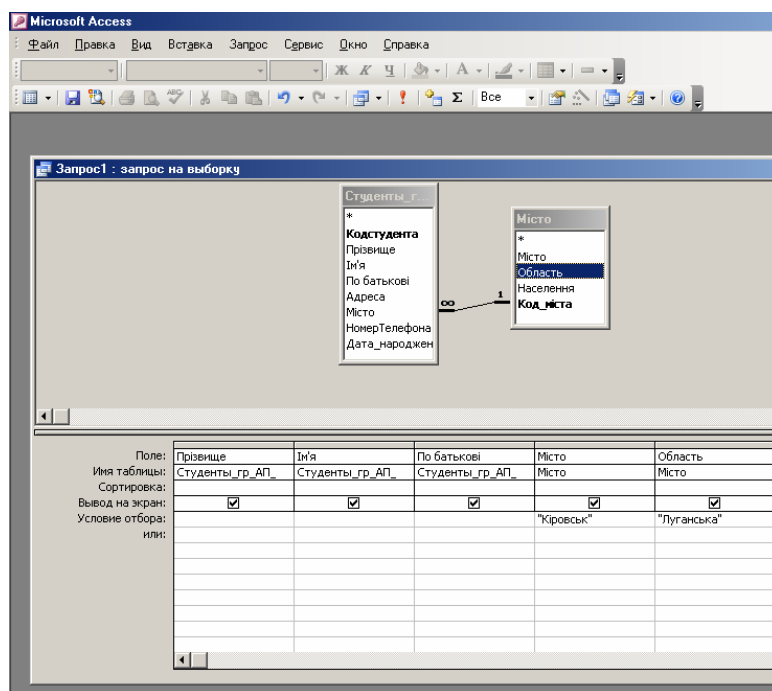 Microsoft Access
Файл Правка Вид Вставка Запрос Сервис Окно Справка
Ж К Ч А
ABC Σ Все
Запрос1 : запрос на выборку
Студенты_г...
*
Кодстудента
Прізвище
Ім'я
По батькові
Адреса
Місто
НомерТелефона
Дата_народжен
∞ 1
Місто
*
Місто
Область
Населення
Код_міста
Поле: Прізвище Ім'я По батькові Місто Область
Имя таблицы: Студенты_гр_АП_ Студенты_гр_АП_ Студенты_гр_АП_ Місто Місто
Сортировка:
Вывод на экран:
Условие отбора: "Кіровськ" "Луганська"
или: